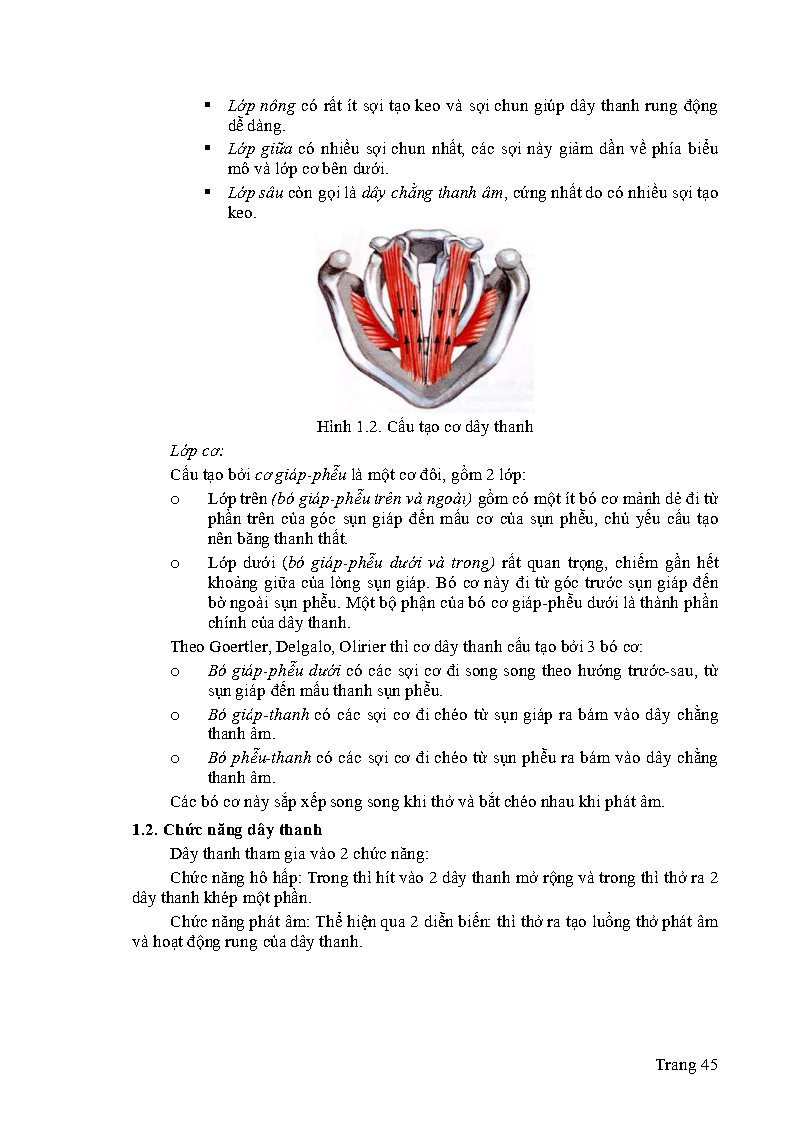 ▪ Lớp nông có rất ít sợi tạo keo và sợi chun giúp dây thanh rung động
dễ dàng.
▪ Lớp giữa có nhiều sợi chun nhất, các sợi này giảm dần về phía biểu
mô và lớp cơ bên dưới.
▪ Lớp sâu còn gọi là dây chằng thanh âm, cứng nhất do có nhiều sợi tạo
keo.
Hình 1.2. Cấu tạo cơ dây thanh
Lớp cơ:
Cấu tạo bởi cơ giáp-phễu là một cơ đôi, gồm 2 lớp:
o Lớp trên (bó giáp-phễu trên và ngoài) gồm có một ít bó cơ mảnh dẻ đi từ
phần trên của góc sụn giáp đến mấu cơ của sụn phễu, chủ yếu cấu tạo
nên băng thanh thất.
o Lớp dưới (bó giáp-phễu dưới và trong) rất quan trọng, chiếm gần hết
khoảng giữa của lòng sụn giáp. Bó cơ này đi từ góc trước sụn giáp đến
bờ ngoài sụn phễu. Một bộ phận của bó cơ giáp-phễu dưới là thành phần
chính của dây thanh.
Theo Goertler, Delgalo, Olirier thì cơ dây thanh cấu tạo bởi 3 bó cơ:
o Bó giáp-phễu dưới có các sợi cơ đi song song theo hướng trước-sau, từ
sụn giáp đến mấu thanh sụn phễu.
o Bó giáp-thanh có các sợi cơ đi chéo từ sụn giáp ra bám vào dây chằng
thanh âm.
o Bó phễu-thanh có các sợi cơ đi chéo từ sụn phễu ra bám vào dây chằng
thanh âm.
Các bó cơ này sắp xếp song song khi thở và bắt chéo nhau khi phát âm.
1.2. Chức năng dây thanh
Dây thanh tham gia vào 2 chức năng:
Chức năng hô hấp: Trong thì hít vào 2 dây thanh mở rộng và trong thì thở ra 2
dây thanh khép một phần.
Chức năng phát âm: Thể hiện qua 2 diễn biến: thì thở ra tạo luồng thở phát âm
và hoạt động rung của dây thanh.
Trang 45